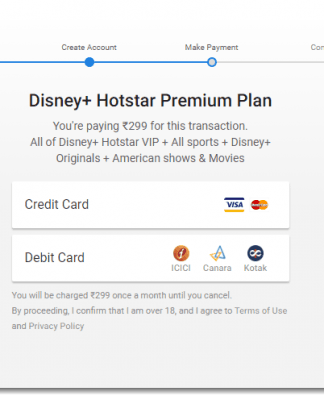 Create Account
Make Payment
Con
Disney+ Hotstar Premium Plan
You're paying ₹299 for this transaction.
All of Disney+ Hotstar VIP + All sports + Disney+
Originals + American shows & Movies
Credit Card
VISA
MasterCard
Debit Card
ICICI
Canara
Kotak
You will be charged ₹299 once a month until you cancel.
By proceeding, I confirm that I am over 18, and I agree to Terms of Use
and Privacy Policy